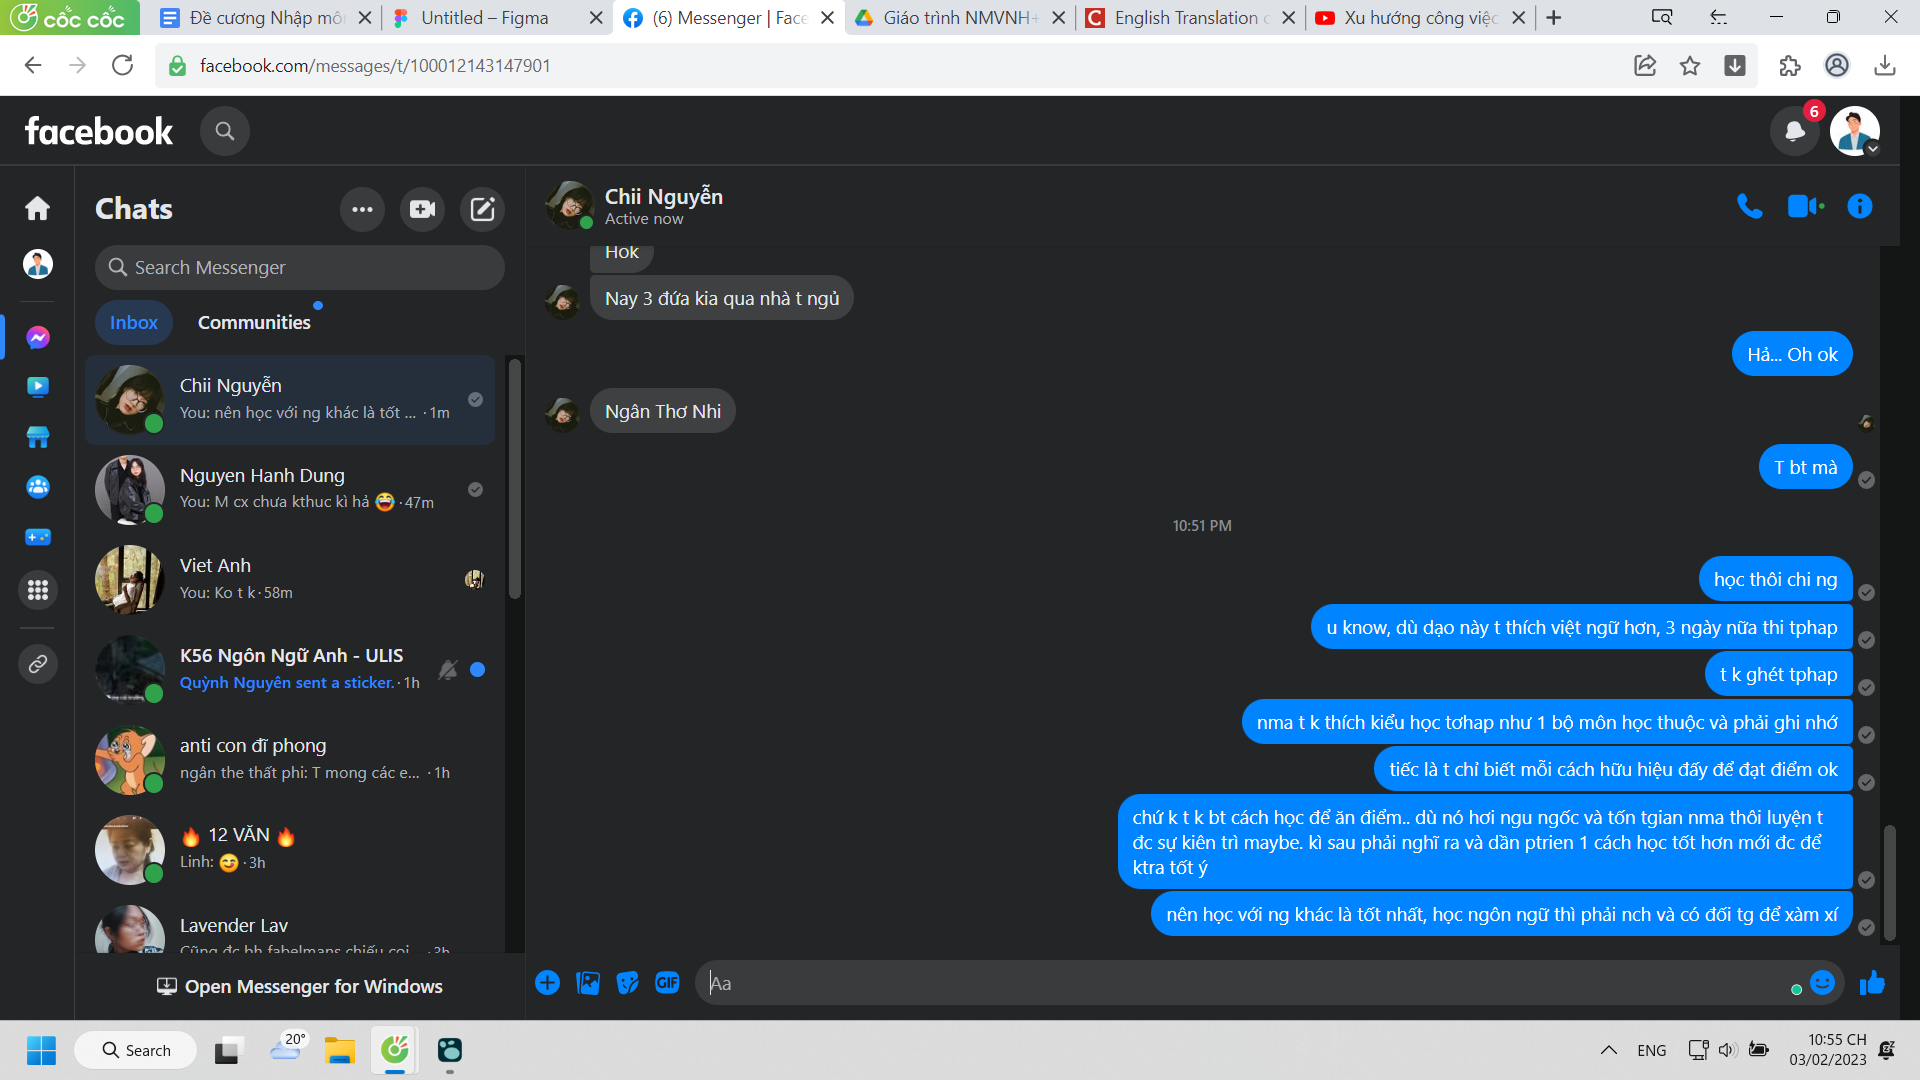 cốc cốc
Đề cương Nhập mô
Untitled – Figma
(6) Messenger | Face
Giáo trình NMVNH+
English Translation
Xu hướng công việc
facebook.com/messages/t/100012143147901
facebook
6
Chats
Search Messenger
Inbox
Communities
Chii Nguyễn
You: nên học với ng khác là tốt ... · 1m
Nguyen Hanh Dung
You: M cx chưa kthuc kì hả 😂 · 47m
Viet Anh
You: Ko t k · 58m
K56 Ngôn Ngữ Anh - ULIS
Quỳnh Nguyên sent a sticker. · 1h
anti con đĩ phong
ngân the thất phi: T mong các e... · 1h
🔥 12 VĂN 🔥
Linh: 😊 · 3h
Lavender Lav
Cũng đc hh fabelmans chiếu coi ... · 3h
Open Messenger for Windows
Chii Nguyễn
Active now
Hok
Nay 3 đứa kia qua nhà t ngủ
Hả... Oh ok
Ngân Thơ Nhi
T bt mà
10:51 PM
học thôi chi ng
u know, dù dạo này t thích việt ngữ hơn, 3 ngày nữa thi tphap
t k ghét tphap
nma t k thích kiểu học tơhap như 1 bộ môn học thuộc và phải ghi nhớ
tiếc là t chỉ biết mỗi cách hữu hiệu đấy để đạt điểm ok
chứ k t k bt cách học để ăn điểm.. dù nó hơi ngu ngốc và tốn tgian nma thôi luyện t
đc sự kiên trì maybe. kì sau phải nghĩ ra và dần ptrien 1 cách học tốt hơn mới đc để
ktra tốt ý
nên học với ng khác là tốt nhất, học ngôn ngữ thì phải nch và có đối tg để xàm xí
GIF
Aa
Search
20°
ENG
10:55 CH
03/02/2023